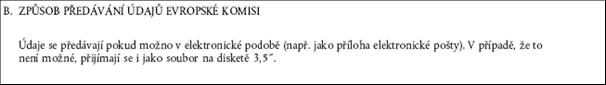 B. ZPŮSOB PŘEDÁVÁNÍ ÚDAJŮ EVROPSKÉ KOMISI
Údaje se předávají pokud možno v elektronické podobě (např. jako příloha elektronické pošty). V případě, že to
není možné, přijímají se i jako soubor na disketě 3,5″.